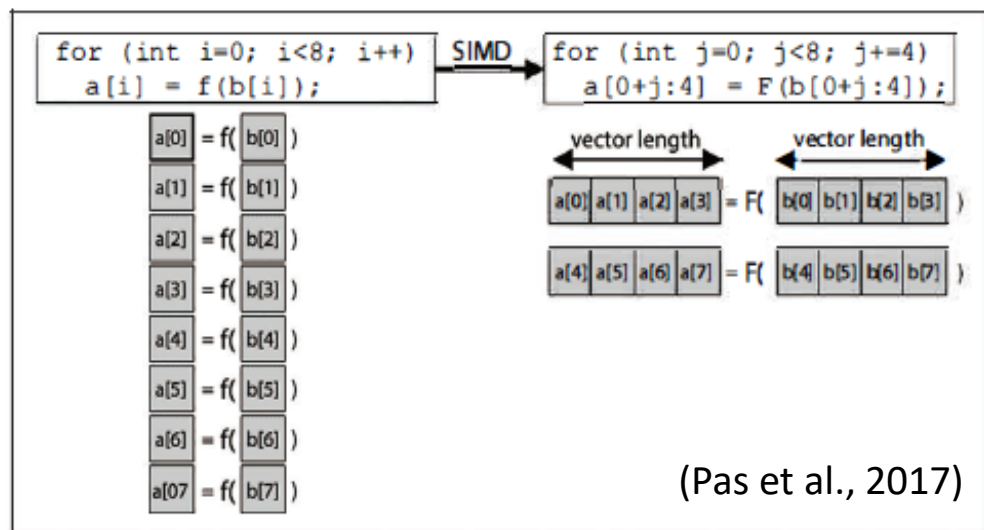 for (int i=0; i<8; i++)
a[i] = f(b[i]);
SIMD
for (int j=0; j<8; j+=4)
a[0+j:4] = F(b[0+j:4]);
a[0] = f( b[0] )
a[1] = f( b[1] )
a[2] = f( b[2] )
a[3] = f( b[3] )
a[4] = f( b[4] )
a[5] = f( b[5] )
a[6] = f( b[6] )
a[07 = f( b[7] )
vector length vector length
a[0] a[1] a[2] a[3] = F( b[0] b[1] b[2] b[3] )
a[4] a[5] a[6] a[7] = F( b[4] b[5] b[6] b[7] )
(Pas et al., 2017)